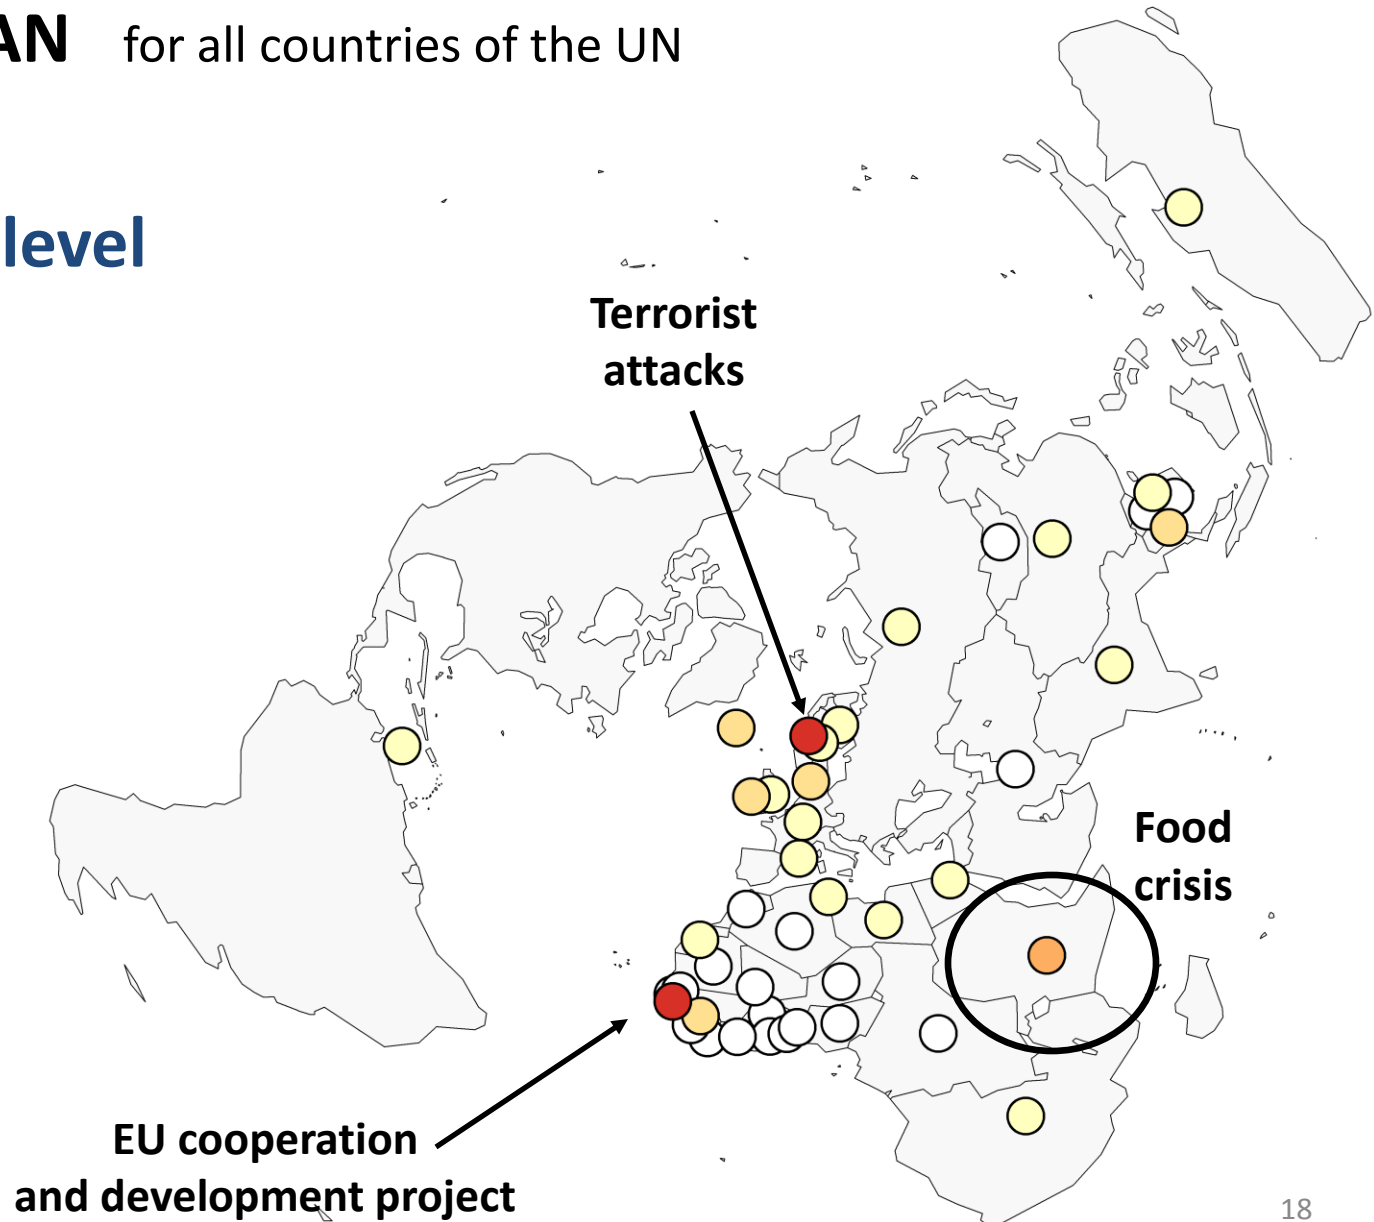 AN for all countries of the UN
level
Terrorist
attacks
Food
crisis
EU cooperation
and development project
18